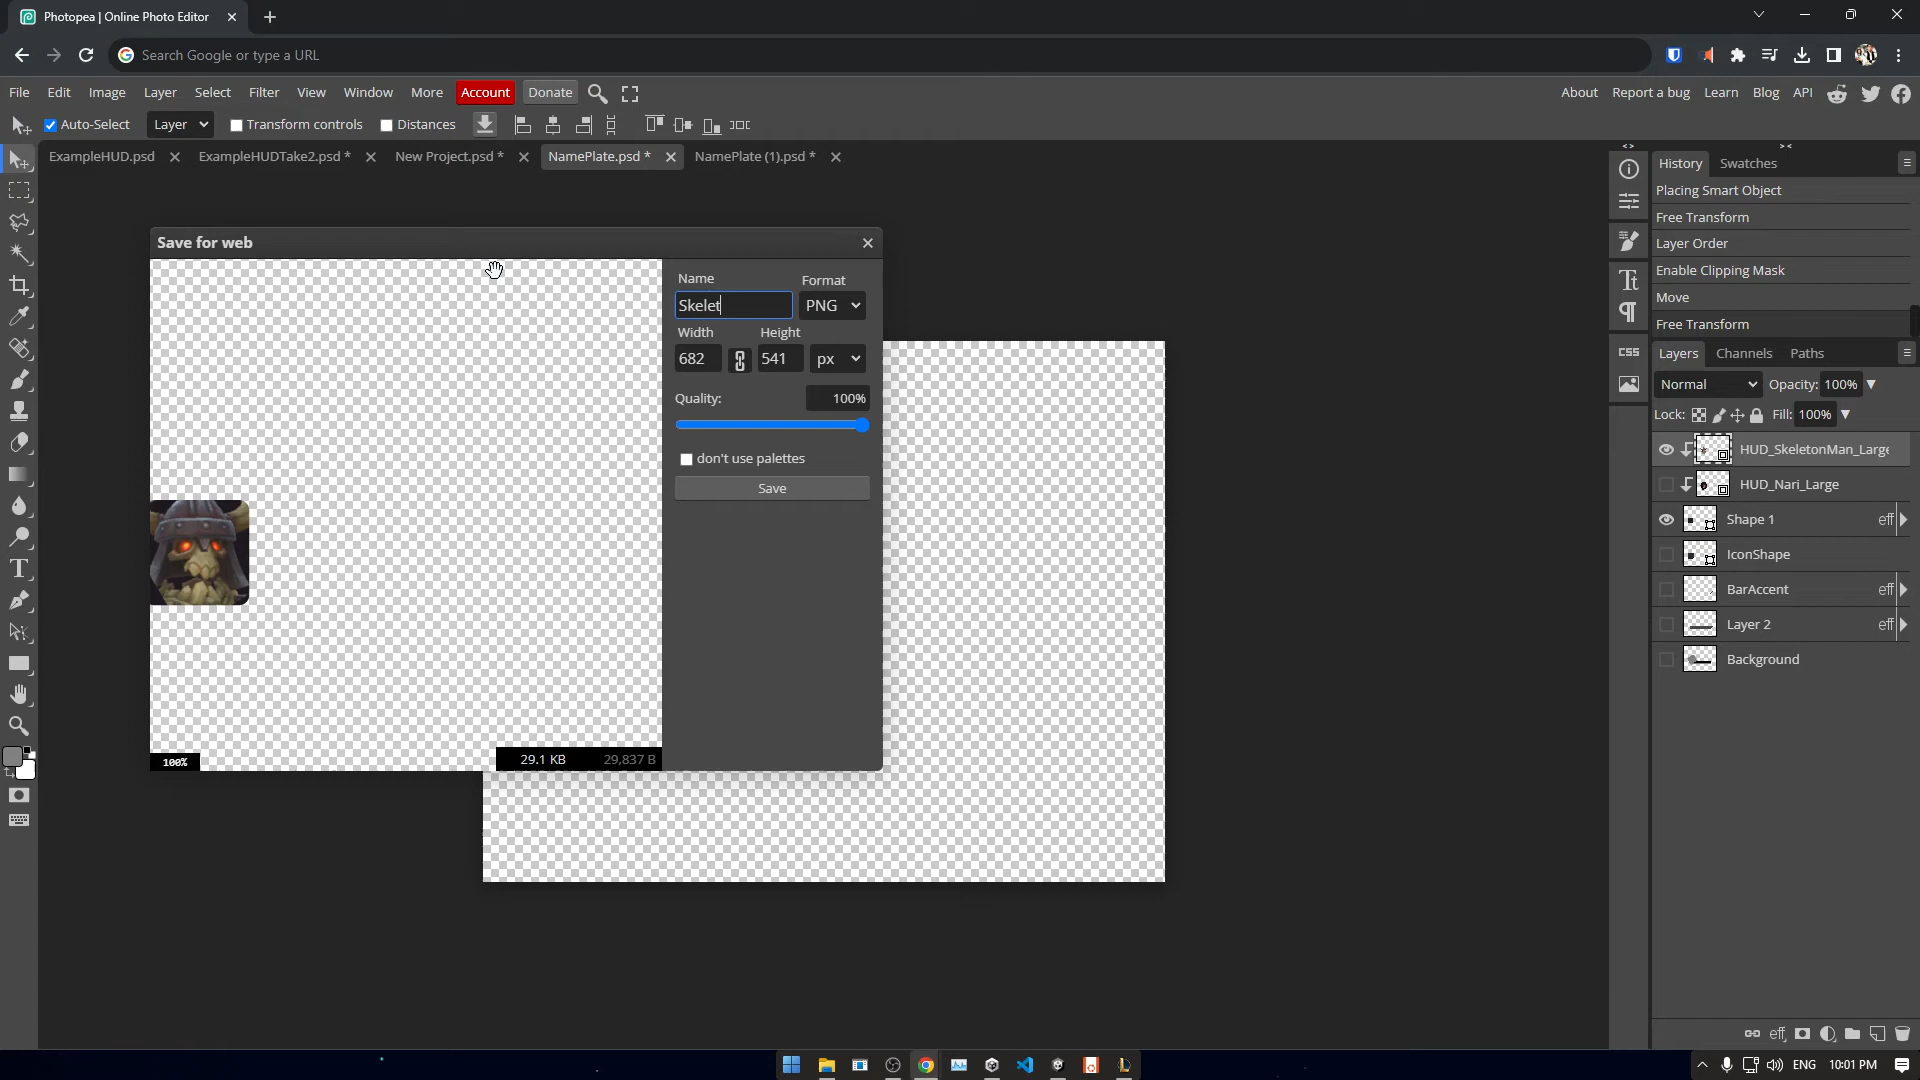 Photopea | Online Photo Editor
Search Google or type a URL
File Edit Image Layer Select Filter View Window More Account Donate About Report a bug Learn Blog API
Auto-Select Layer Transform controls Distances
ExampleHUD.psd ExampleHUDTake2.psd * New Project.psd * NamePlate.psd * NamePlate (1).psd *
History Swatches
Placing Smart Object
Free Transform
Layer Order
Enable Clipping Mask
Move
Free Transform
Save for web
Name Format
Skelet PNG
Width Height
682 541 px
Quality: 100%
don't use palettes
Save
100%
29.1 KB 29,837 B
CSS
Layers Channels Paths
Normal Opacity: 100%
Lock: Fill: 100%
HUD_SkeletonMan_Large
HUD_Nari_Large
Shape 1 eff
IconShape
BarAccent eff
Layer 2 eff
Background
eff
ENG 10:01 PM